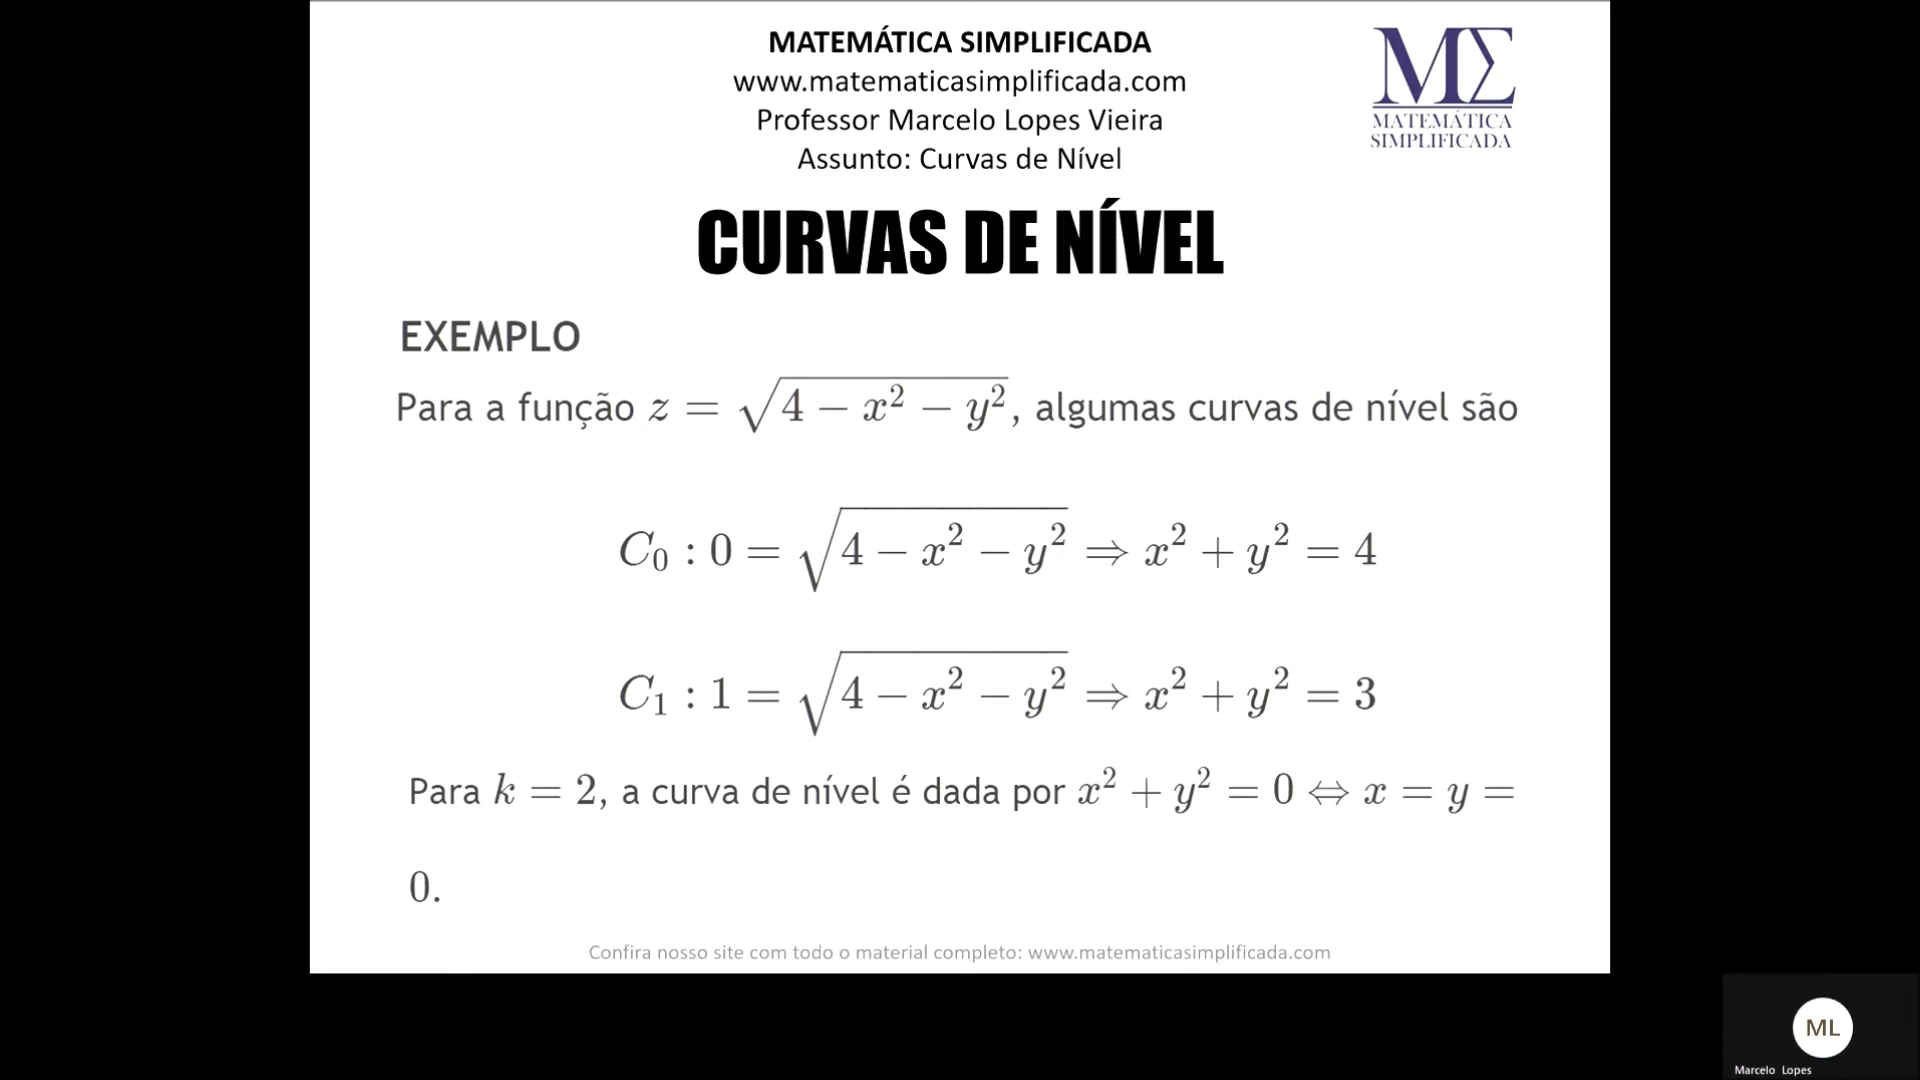 MATEMÁTICA SIMPLIFICADA
www.matematicasimplificada.com
Professor Marcelo Lopes Vieira
Assunto: Curvas de Nível
MΣ
MATEMÁTICA
SIMPLIFICADA
CURVAS DE NÍVEL
EXEMPLO
Para a função z = √(4 − x² − y²), algumas curvas de nível são
C₀ : 0 = √(4 − x² − y²) ⇒ x² + y² = 4
C₁ : 1 = √(4 − x² − y²) ⇒ x² + y² = 3
Para k = 2, a curva de nível é dada por x² + y² = 0 ⇔ x = y =
0.
Confira nosso site com todo o material completo: www.matematicasimplificada.com
ML
Marcelo Lopes